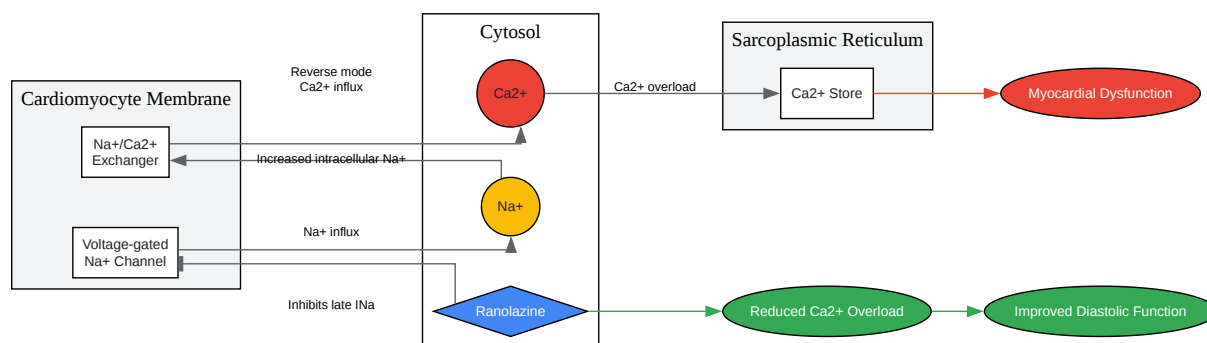 Cytosol
Sarcoplasmic Reticulum
Reverse mode
Ca2+ influx
Ca2+
Ca2+ overload
Ca2+ Store
Myocardial Dysfunction
Cardiomyocyte Membrane
Na+/Ca2+
Exchanger
Increased intracellular Na+
Na+
Voltage-gated
Na+ Channel
Na+ influx
Inhibits late INa
Ranolazine
Reduced Ca2+ Overload
Improved Diastolic Function